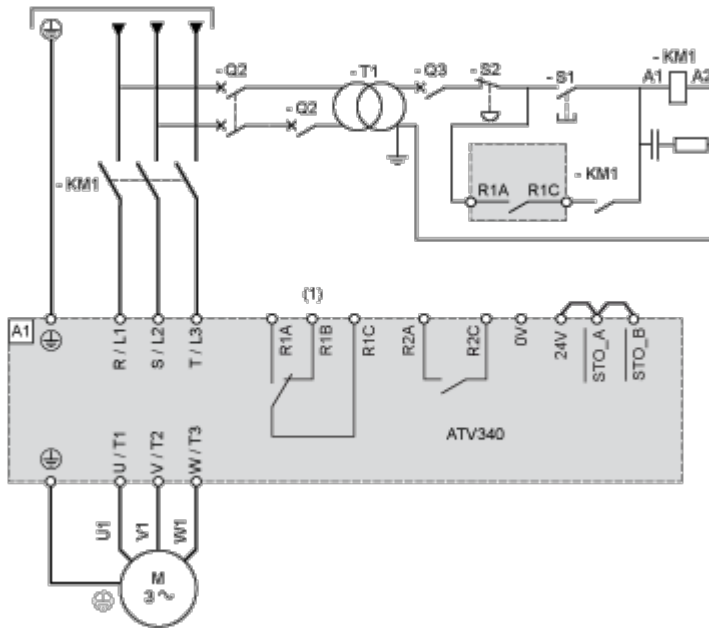 - Q2
- T1
- Q3
- S2
- S1
- KM1
A1
A2
- Q2
- KM1
R1A
R1C
- KM1
(1)
A1
R / L1
S / L2
T / L3
R1A
R1B
R1C
R2A
R2C
0V
24V
STO_A
STO_B
ATV340
U / T1
V / T2
W / T3
U1
V1
W1
M
3 ~